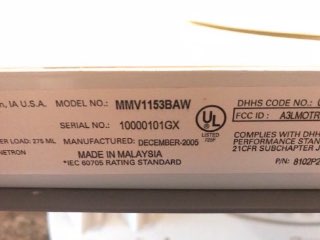 n, IA U.S.A. MODEL NO.: MMV1153BAW DHHS CODE NO.:
SERIAL NO.: 10000101GX UL FCC ID : A3LMOTR
LISTED
ER LOAD: 275 ML MANUFACTURED: DECEMBER-2005 COMPLIES WITH DHH
NETRON MADE IN MALAYSIA PERFORMANCE STAN
*IEC 60705 RATING STANDARD 21CFR SUBCHAPTER J
P/N: 8102P2